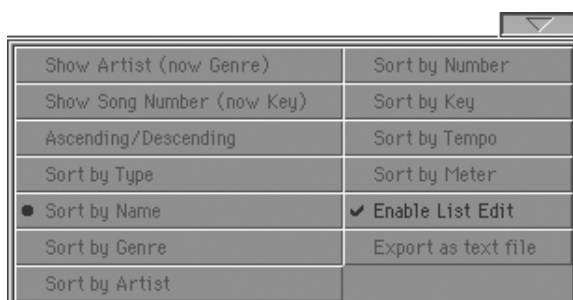 Show Artist (now Genre)
Show Song Number (now Key)
Ascending/Descending
Sort by Type
Sort by Name
Sort by Genre
Sort by Artist
Sort by Number
Sort by Key
Sort by Tempo
Sort by Meter
Enable List Edit
Export as text file